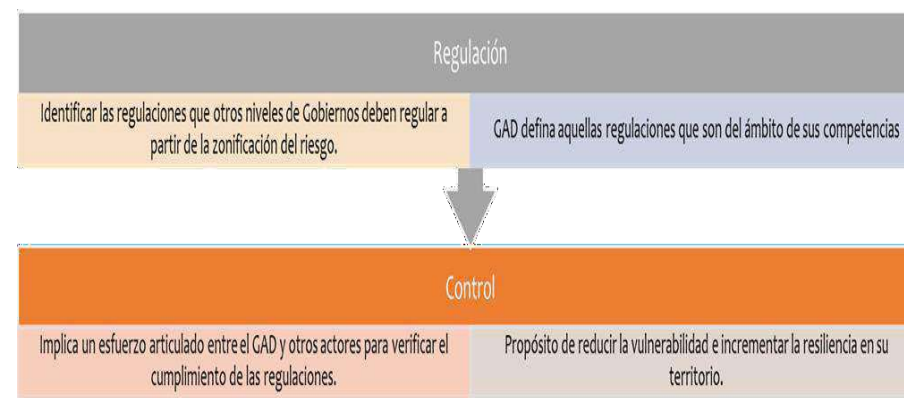 Regulación
Identificar las regulaciones que otros niveles de Gobiernos deben regular a
partir de la zonificación del riesgo.
GAD defina aquellas regulaciones que son del ámbito de sus competencias
Control
Implica un esfuerzo articulado entre el GAD y otros actores para verificar el
cumplimiento de las regulaciones.
Propósito de reducir la vulnerabilidad e incrementar la resiliencia en su
territorio.